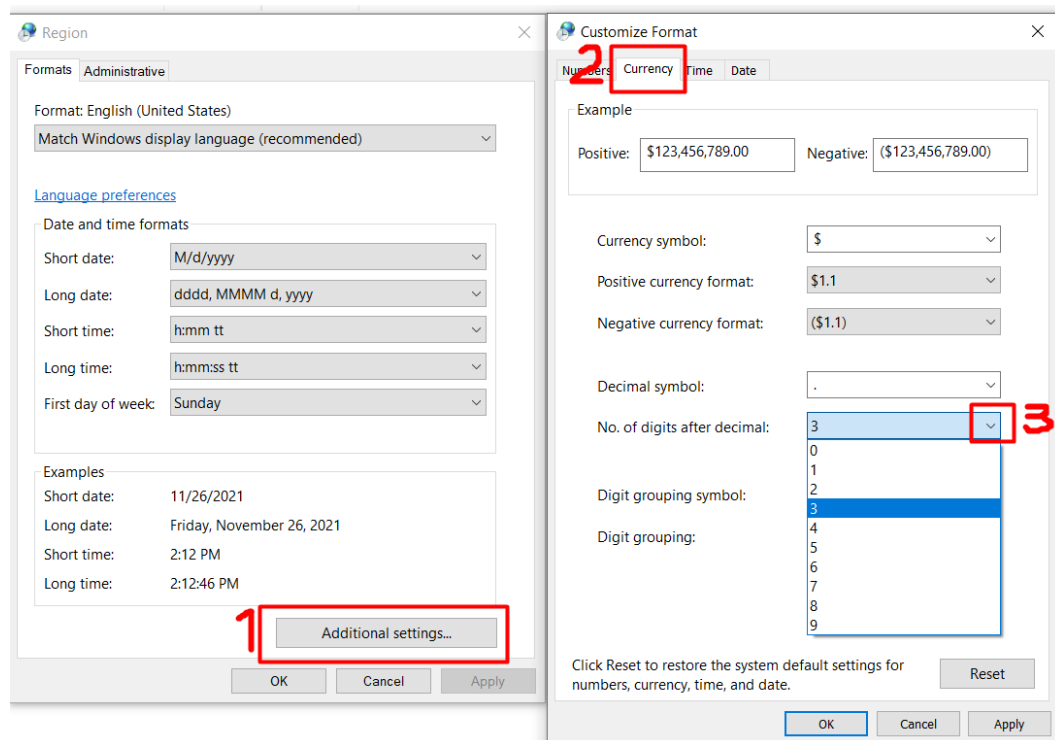 Region
Formats Administrative
Format: English (United States)
Match Windows display language (recommended)
Language preferences
Date and time formats
Short date: M/d/yyyy
Long date: dddd, MMMM d, yyyy
Short time: h:mm tt
Long time: h:mm:ss tt
First day of week: Sunday
Examples
Short date: 11/26/2021
Long date: Friday, November 26, 2021
Short time: 2:12 PM
Long time: 2:12:46 PM
1
Additional settings...
OK Cancel Apply
Customize Format
2
Numbers Currency Time Date
Example
Positive: $123,456,789.00 Negative: ($123,456,789.00)
Currency symbol: $
Positive currency format: $1.1
Negative currency format: ($1.1)
Decimal symbol: .
No. of digits after decimal: 3
3
0
1
2
3
4
5
6
7
8
9
Digit grouping symbol:
Digit grouping:
Click Reset to restore the system default settings for
numbers, currency, time, and date.
Reset
OK Cancel Apply